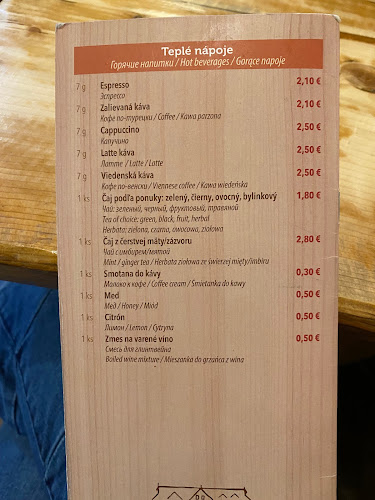 Teplé nápoje
Горячие напитки / Hot beverages / Gorące napoje
7 g Espresso 2,10 €
Эспрессо
7 g Zalievaná káva 2,10 €
Кофе по-турецки / Coffee / Kawa parzona
7 g Cappuccino 2,50 €
Капучино
7 g Latte káva 2,50 €
Латте / Latte / Latte
7 g Viedenská káva 2,50 €
Кофе по-венски / Viennese coffee / Kawa wiedeńska
1 ks Čaj podľa ponuky: zelený, čierny, ovocný, bylinkový 1,80 €
Чай: зеленый, черный, фруктовый, травяной
Tea of choice: green, black, fruit, herbal
Herbata: zielona, czarna, owocowa, ziołowa
1 ks Čaj z čerstvej mäty/zázvoru 2,80 €
Чай с имбирем/мятой
Mint / ginger tea / Herbata ziołowa ze świeżej mięty/imbiru
1 ks Smotana do kávy 0,30 €
Молоко к кофе / Coffee cream / Śmietanka do kawy
1 ks Med 0,50 €
Мед / Honey / Miód
1 ks Citrón 0,50 €
Лимон / Lemon / Cytryna
1 ks Zmes na varené víno 0,50 €
Смесь для глинтвейна
Boiled wine mixture / Mieszanka do grzańca z wina